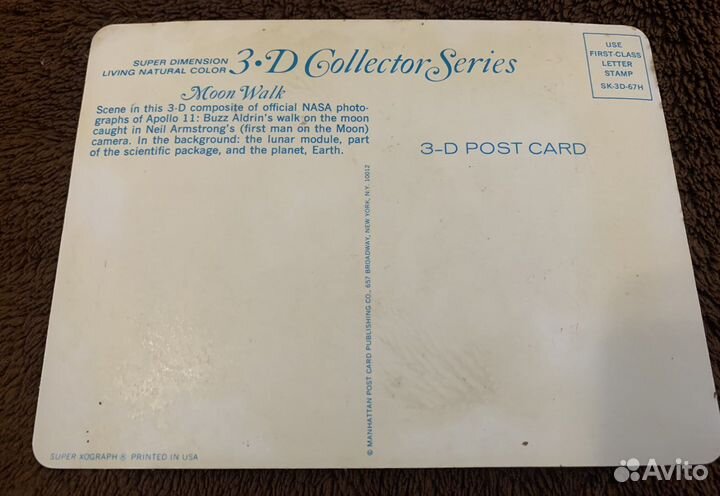 SUPER DIMENSION
LIVING NATURAL COLOR
3·D Collector Series
USE
FIRST-CLASS
LETTER
STAMP
SK-3D-67H
Moon Walk
Scene in this 3-D composite of official NASA photo-
graphs of Apollo 11: Buzz Aldrin's walk on the moon
caught in Neil Armstrong's (first man on the Moon)
camera. In the background: the lunar module, part
of the scientific package, and the planet, Earth.
3-D POST CARD
© MANHATTAN POST CARD PUBLISHING CO., 657 BROADWAY, NEW YORK, N.Y. 10012
SUPER XOGRAPH ® PRINTED IN USA
Avito